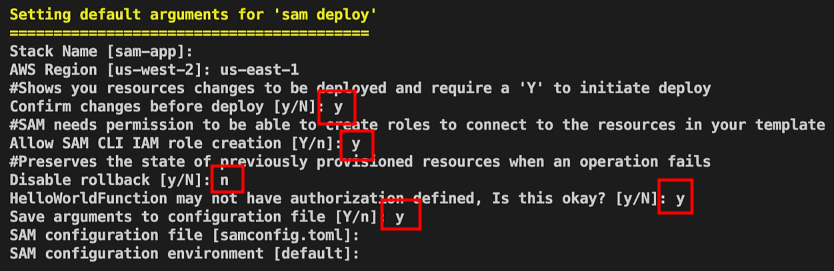 Setting default arguments for 'sam deploy'
=========================================
Stack Name [sam-app]:
AWS Region [us-west-2]: us-east-1
#Shows you resources changes to be deployed and require a 'Y' to initiate deploy
Confirm changes before deploy [y/N]: y
#SAM needs permission to be able to create roles to connect to the resources in your template
Allow SAM CLI IAM role creation [Y/n]: y
#Preserves the state of previously provisioned resources when an operation fails
Disable rollback [y/N]: n
HelloWorldFunction may not have authorization defined, Is this okay? [y/N]: y
Save arguments to configuration file [Y/n]: y
SAM configuration file [samconfig.toml]:
SAM configuration environment [default]: